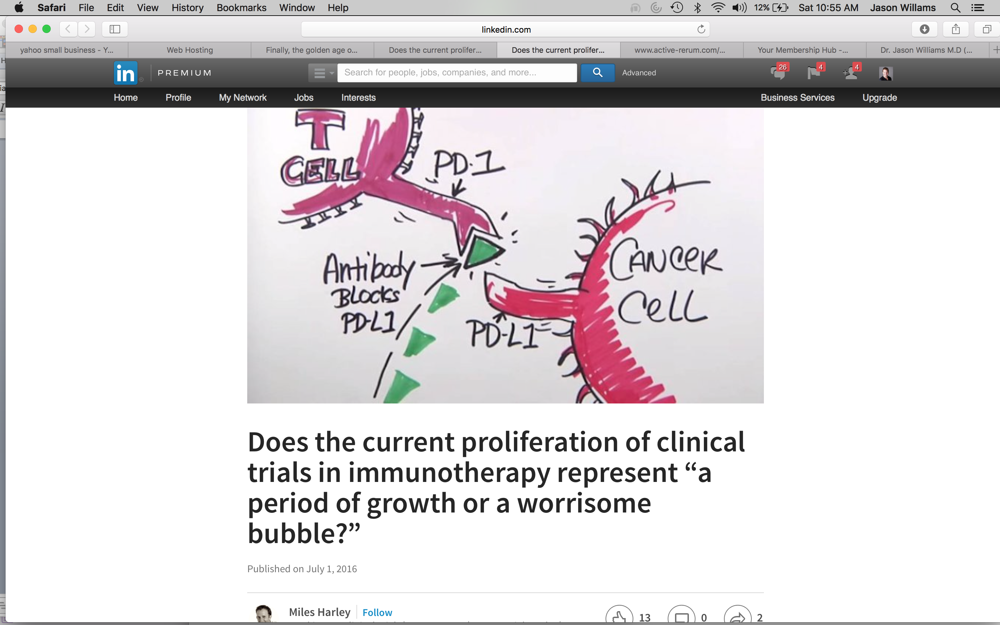 Safari File Edit View History Bookmarks Window Help 12% Sat 10:55 AM Jason Willams
linkedin.com
yahoo small business - Y... Web Hosting Finally, the golden age o... Does the current prolifer... Does the current prolifer... www.active-rerum.com/... Your Membership Hub -... Dr. Jason Williams M.D (...
in PREMIUM Search for people, jobs, companies, and more... Advanced 26 4 4
Home Profile My Network Jobs Interests Business Services Upgrade
T
CELL
PD-1
Antibody
BLocks
PD-L1
PD-L1
CANCER
CELL
Does the current proliferation of clinical
trials in immunotherapy represent “a
period of growth or a worrisome
bubble?”
Published on July 1, 2016
Miles Harley Follow 13 0 2